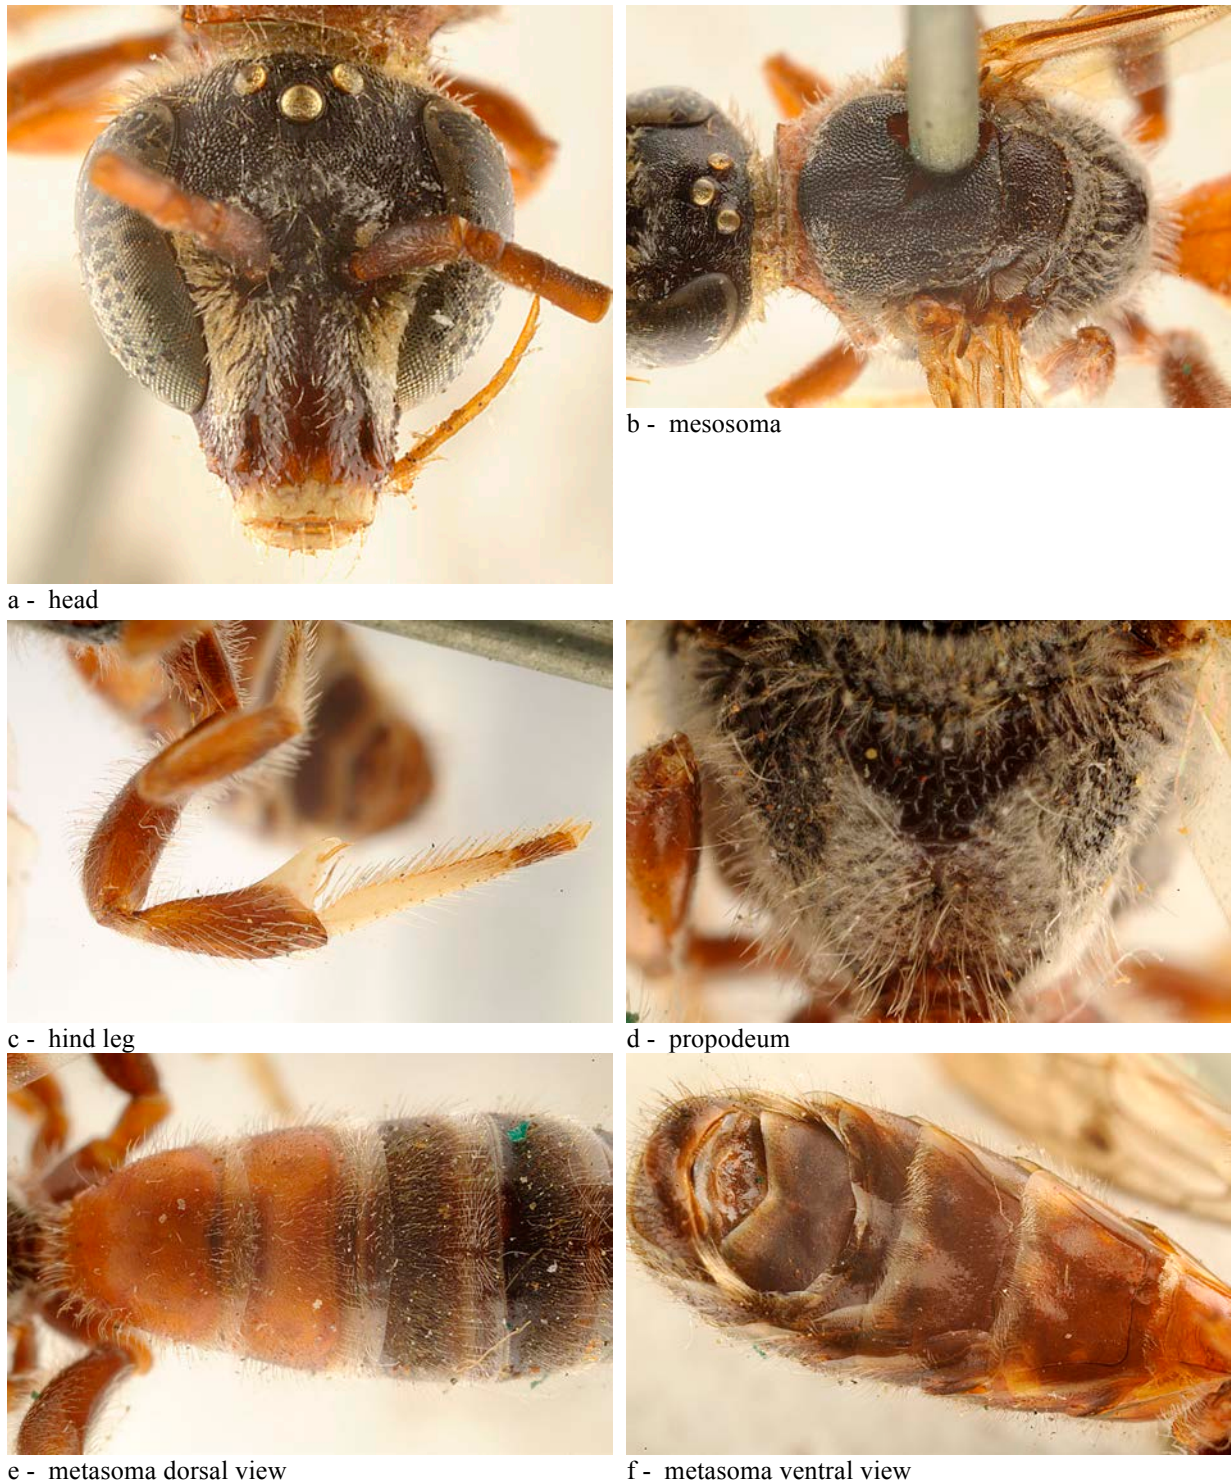 a - head
b - mesosoma
c - hind leg
d - propodeum
e - metasoma dorsal view
f - metasoma ventral view